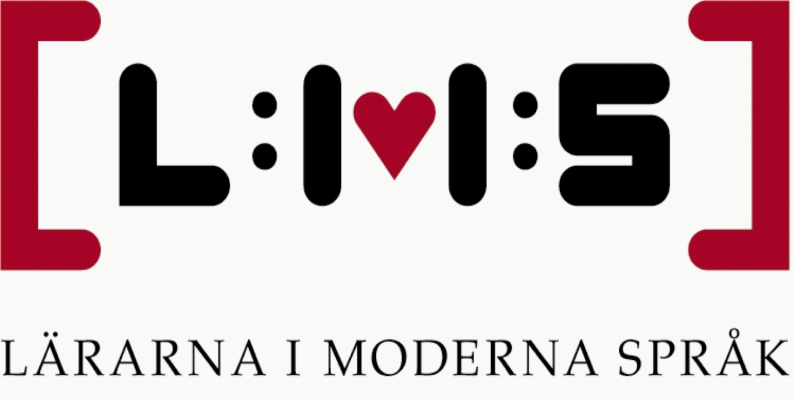 [L:M:S]
LÄRARNA I MODERNA SPRÅK